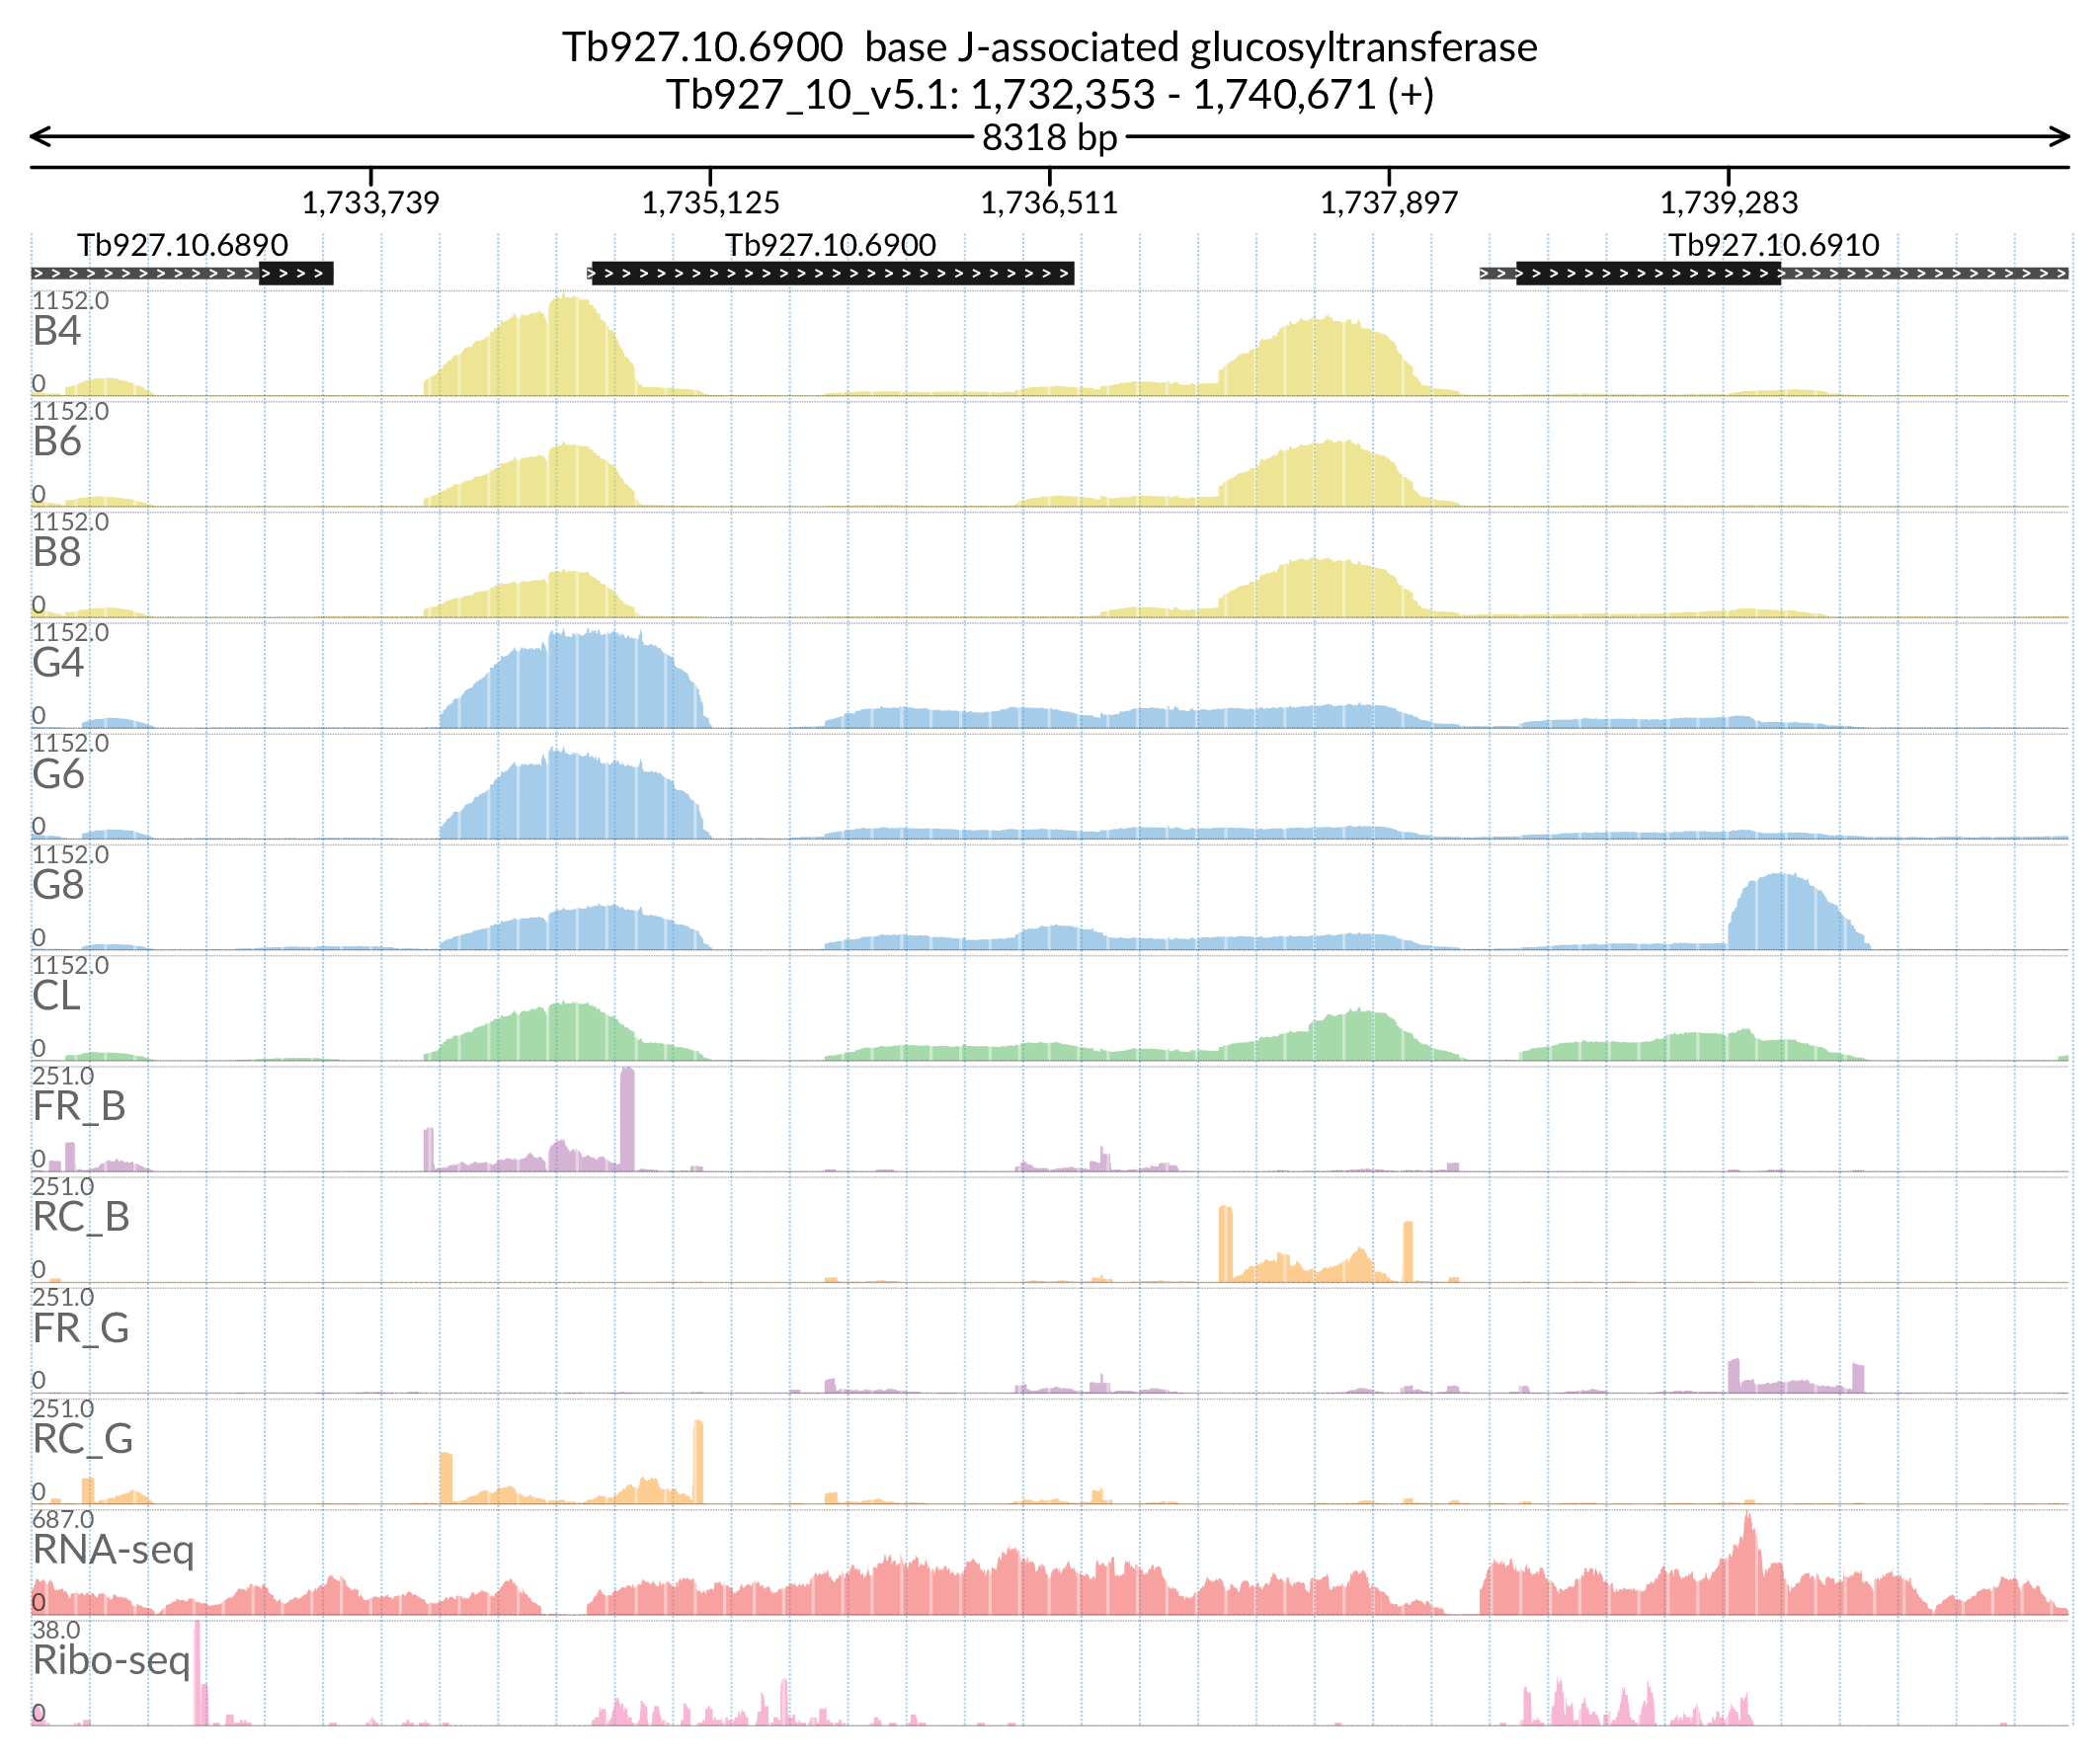 Tb927.10.6900  base J-associated glucosyltransferase
Tb927_10_v5.1: 1,732,353 - 1,740,671 (+)
8318 bp
1,733,739 1,735,125 1,736,511 1,737,897 1,739,283
Tb927.10.6890 Tb927.10.6900 Tb927.10.6910
1152.0
B4
0
1152.0
B6
0
1152.0
B8
0
1152.0
G4
0
1152.0
G6
0
1152.0
G8
0
1152.0
CL
0
251.0
FR_B
0
251.0
RC_B
0
251.0
FR_G
0
251.0
RC_G
0
687.0
RNA-seq
0
38.0
Ribo-seq
0